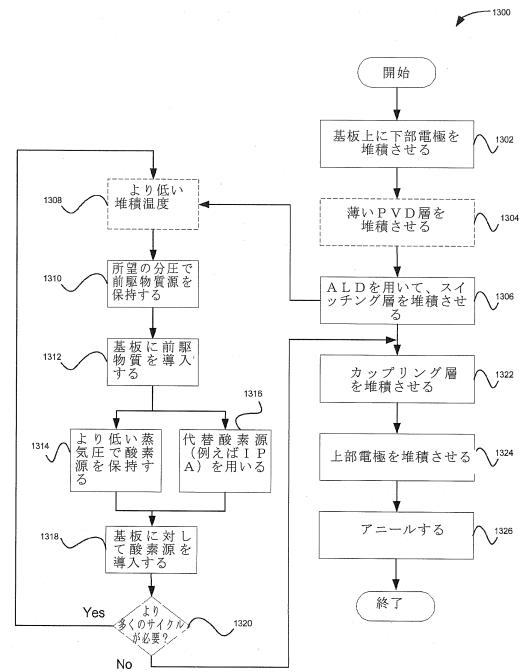 1300
開始
基板上に下部電極を
堆積させる
1302
薄いPVD層を
堆積させる
1304
ALDを用いて、スイ
ッチング層を堆積させ
る
1306
より低い
堆積温度
1308
所望の分圧で
前駆物質源を
保持する
1310
基板に前駆
物質を導入
する
1312
より低い蒸
気圧で酸素
源を保持す
る
1314
代替酸素源
(例えばIP
A)を用いる
1316
基板に対し
て酸素源を
導入する
1318
より
多くのサイクル
が必要?
1320
Yes
No
カップリング層
を堆積させる
1322
上部電極を堆積させる
1324
アニールする
1326
終了